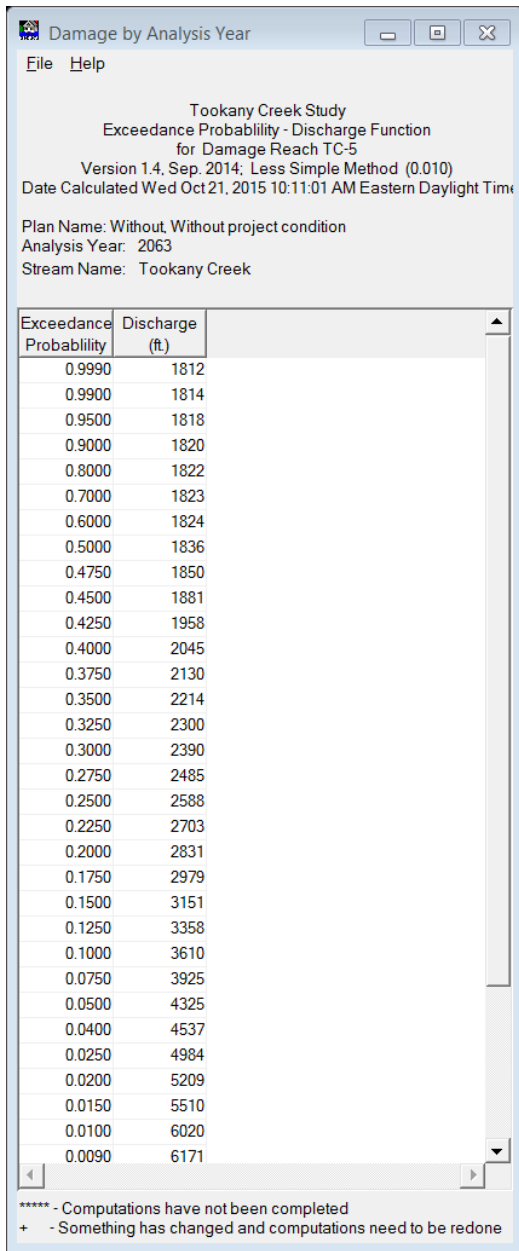 Damage by Analysis Year
File Help
Tookany Creek Study
Exceedance Probablility - Discharge Function
for Damage Reach TC-5
Version 1.4, Sep. 2014; Less Simple Method (0.010)
Date Calculated Wed Oct 21, 2015 10:11:01 AM Eastern Daylight Time
Plan Name: Without, Without project condition
Analysis Year: 2063
Stream Name: Tookany Creek
Exceedance Discharge
Probablility (ft.)
0.9990 1812
0.9900 1814
0.9500 1818
0.9000 1820
0.8000 1822
0.7000 1823
0.6000 1824
0.5000 1836
0.4750 1850
0.4500 1881
0.4250 1958
0.4000 2045
0.3750 2130
0.3500 2214
0.3250 2300
0.3000 2390
0.2750 2485
0.2500 2588
0.2250 2703
0.2000 2831
0.1750 2979
0.1500 3151
0.1250 3358
0.1000 3610
0.0750 3925
0.0500 4325
0.0400 4537
0.0250 4984
0.0200 5209
0.0150 5510
0.0100 6020
0.0090 6171
***** - Computations have not been completed
+ - Something has changed and computations need to be redone